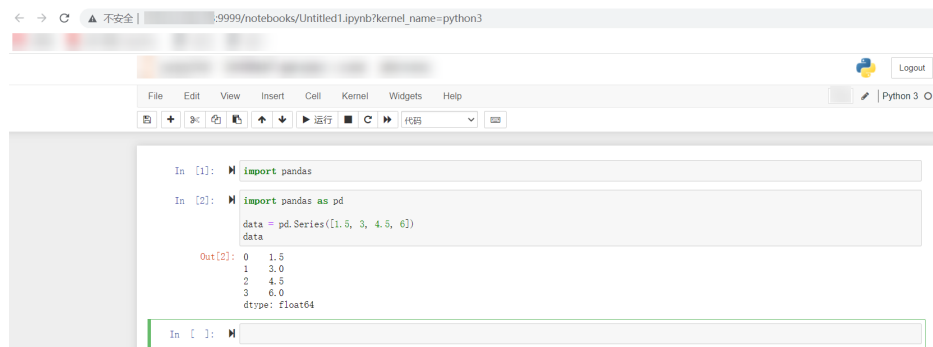 不安全 | :9999/notebooks/Untitled1.ipynb?kernel_name=python3
Logout
File Edit View Insert Cell Kernel Widgets Help
Python 3
运行 代码
In [1]: import pandas
In [2]: import pandas as pd
data = pd.Series([1.5, 3, 4.5, 6])
data
Out[2]: 0 1.5
1 3.0
2 4.5
3 6.0
dtype: float64
In [ ]: